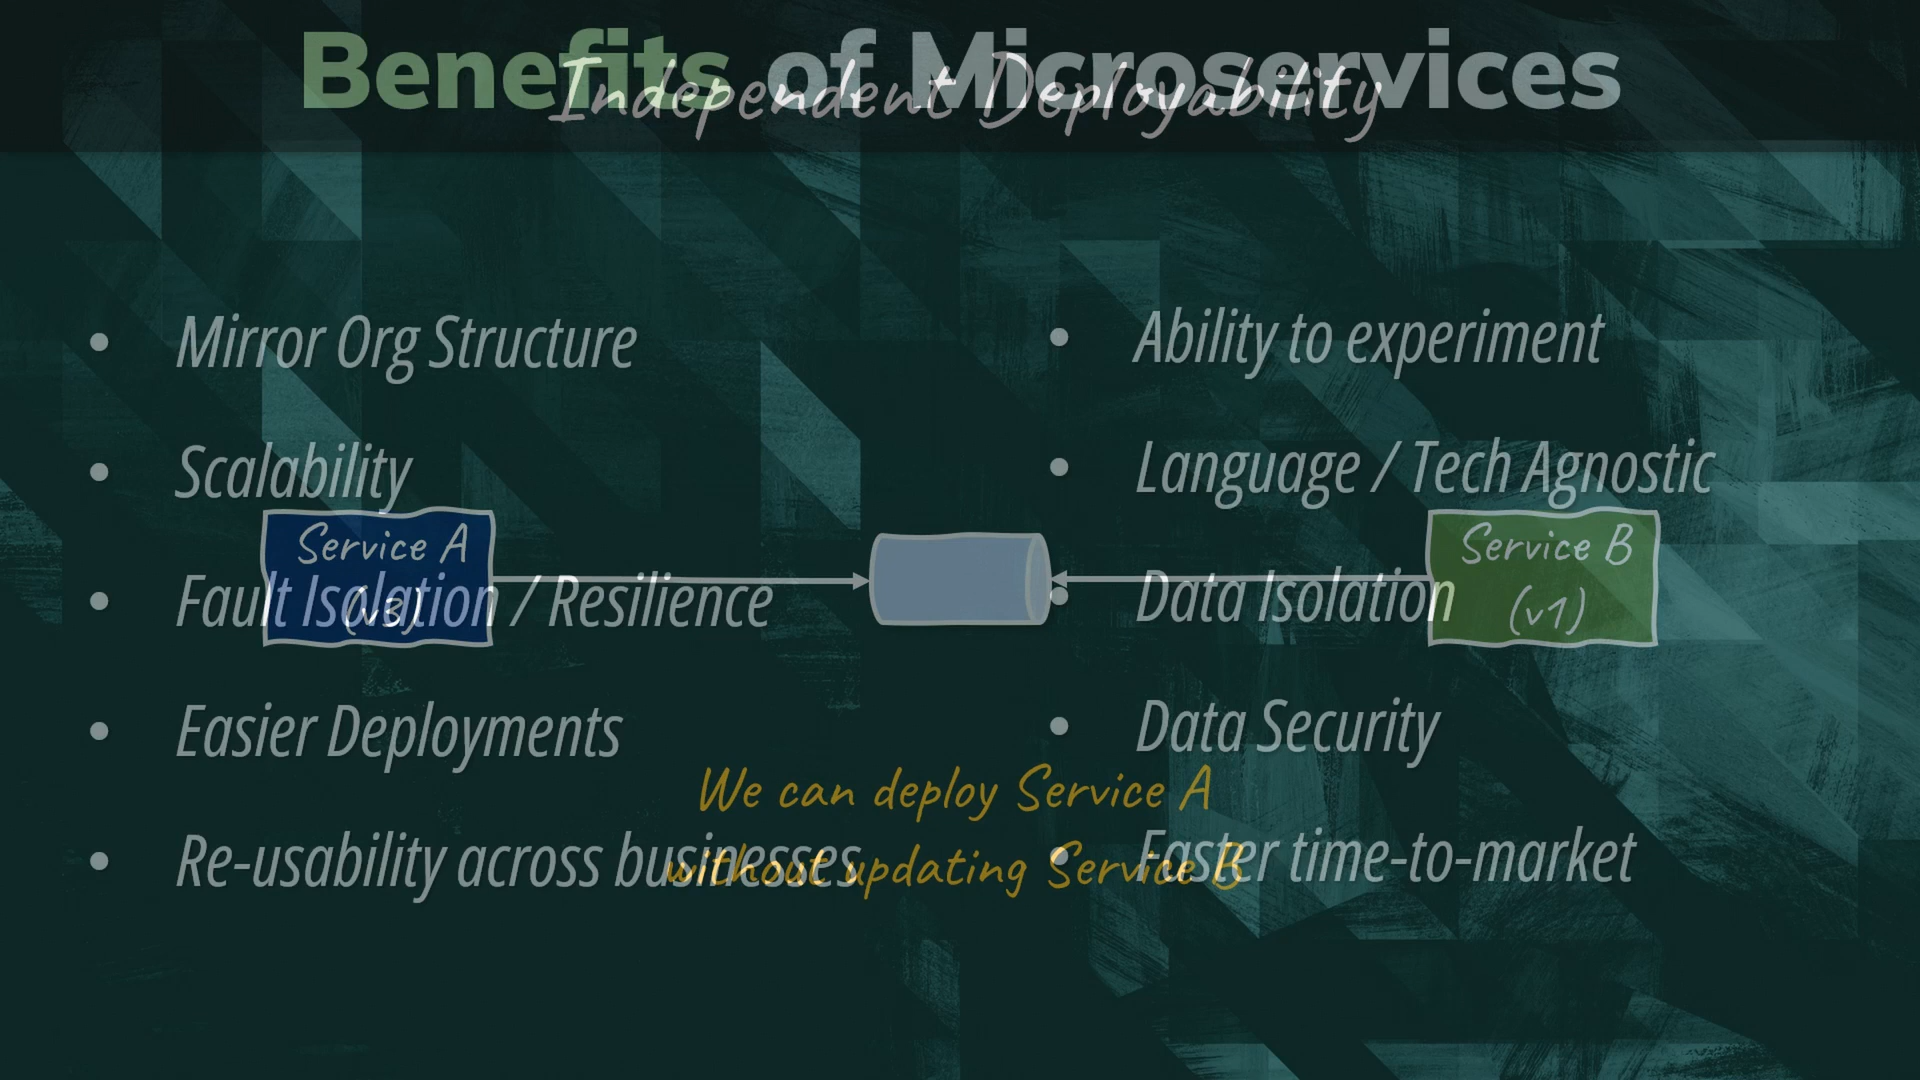 Benefits of Microservices
Independent Deployability
• Mirror Org Structure
• Scalability
• Fault Isolation / Resilience
• Easier Deployments
• Re-usability across businesses
• Ability to experiment
• Language / Tech Agnostic
• Data Isolation
• Data Security
• Faster time-to-market
Service A
(v3)
Service B
(v1)
We can deploy Service A
without updating Service B